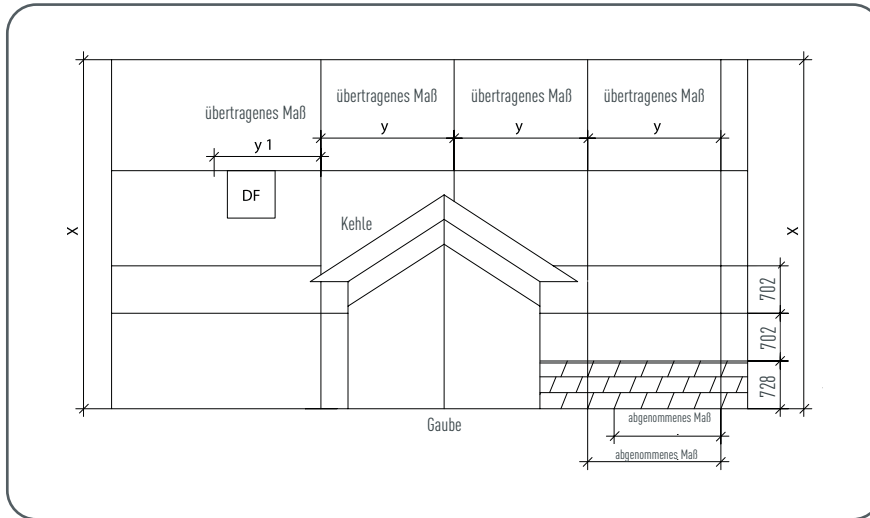 übertragenes Maß
übertragenes Maß
übertragenes Maß
übertragenes Maß
y
y
y
y 1
DF
Kehle
X
X
702
702
728
abgenommenes Maß
Gaube
abgenommenes Maß